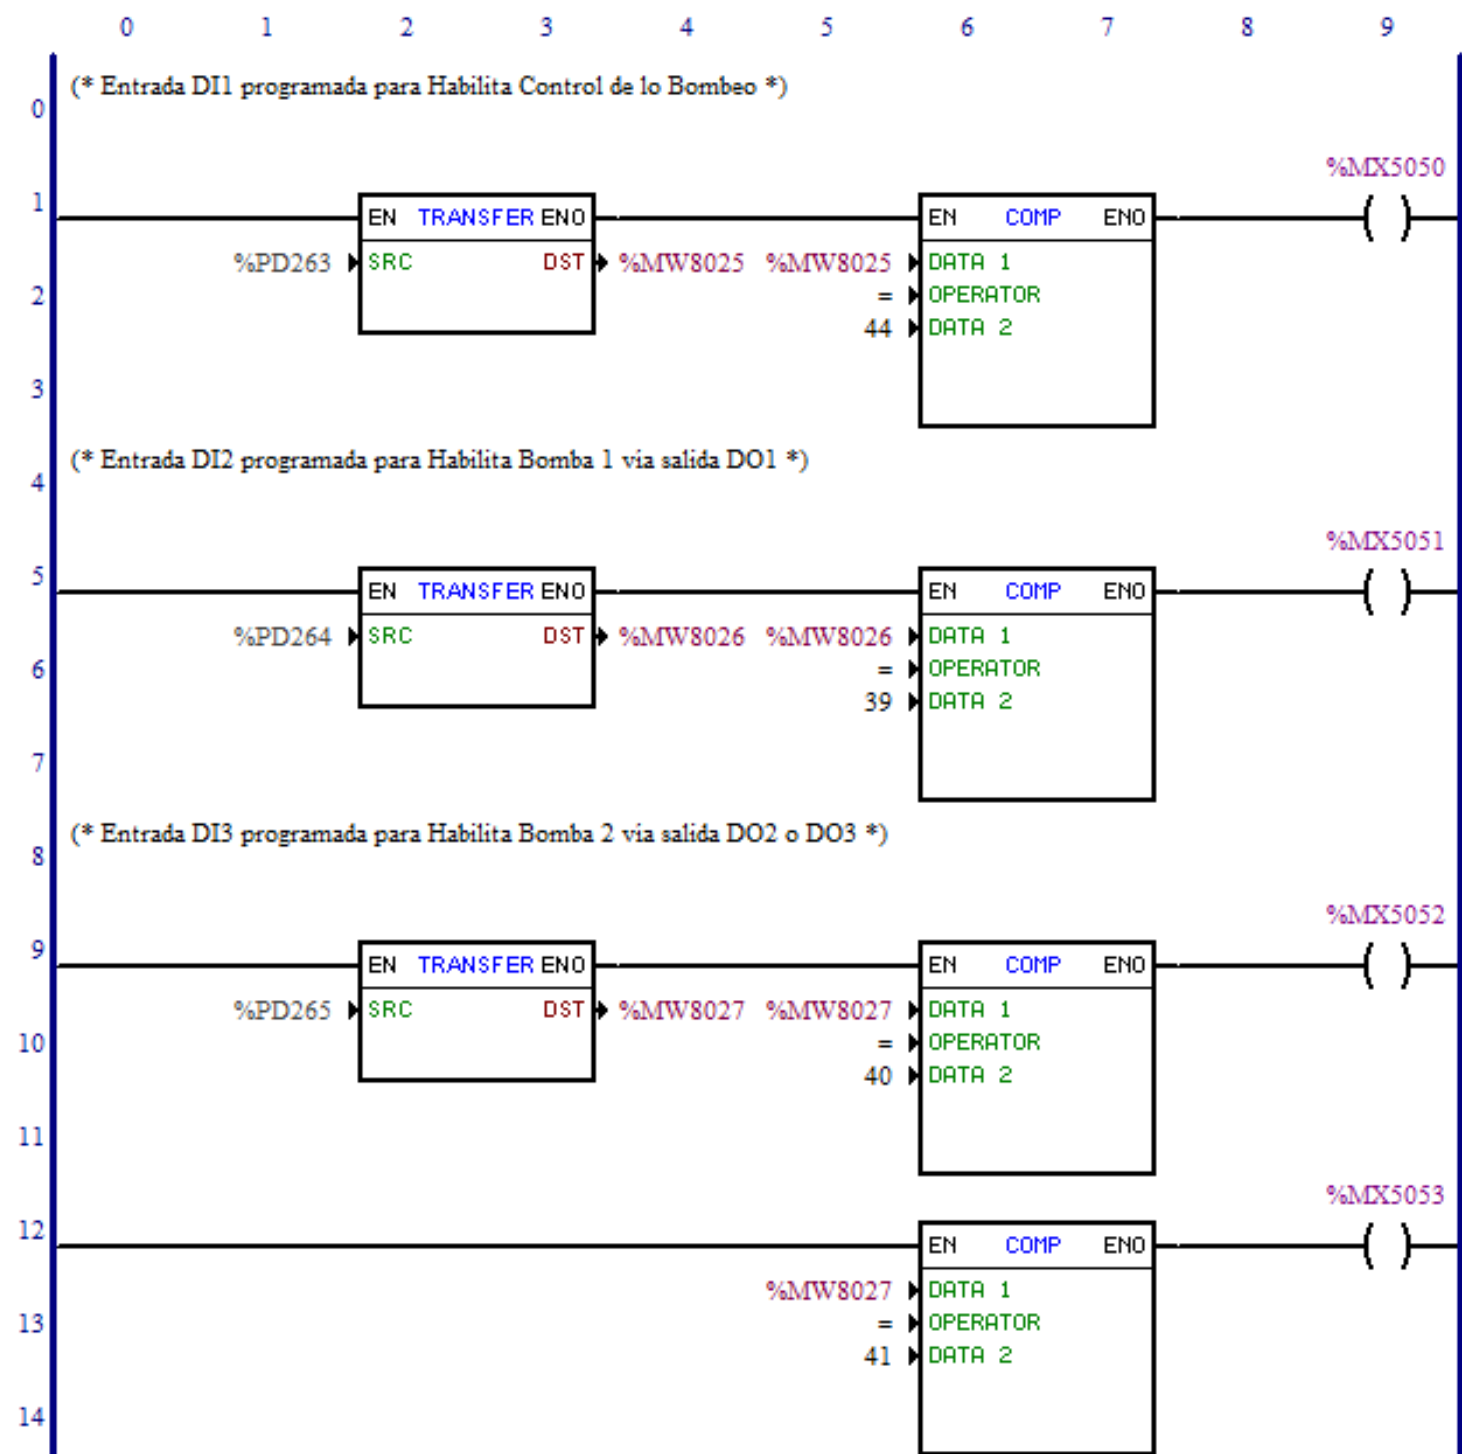 0 1 2 3 4 5 6 7 8 9
(* Entrada DI1 programada para Habilita Control de lo Bombeo *)
0
%MX5050
1
EN TRANSFER ENO
EN COMP ENO
( )
%PD263 SRC DST %MW8025 %MW8025 DATA 1
2
= OPERATOR
44 DATA 2
3
(* Entrada DI2 programada para Habilita Bomba 1 via salida DO1 *)
4
%MX5051
5
EN TRANSFER ENO
EN COMP ENO
( )
%PD264 SRC DST %MW8026 %MW8026 DATA 1
6
= OPERATOR
39 DATA 2
7
(* Entrada DI3 programada para Habilita Bomba 2 via salida DO2 o DO3 *)
8
%MX5052
9
EN TRANSFER ENO
EN COMP ENO
( )
%PD265 SRC DST %MW8027 %MW8027 DATA 1
10
= OPERATOR
40 DATA 2
11
%MX5053
12
EN COMP ENO
( )
%MW8027 DATA 1
13
= OPERATOR
41 DATA 2
14